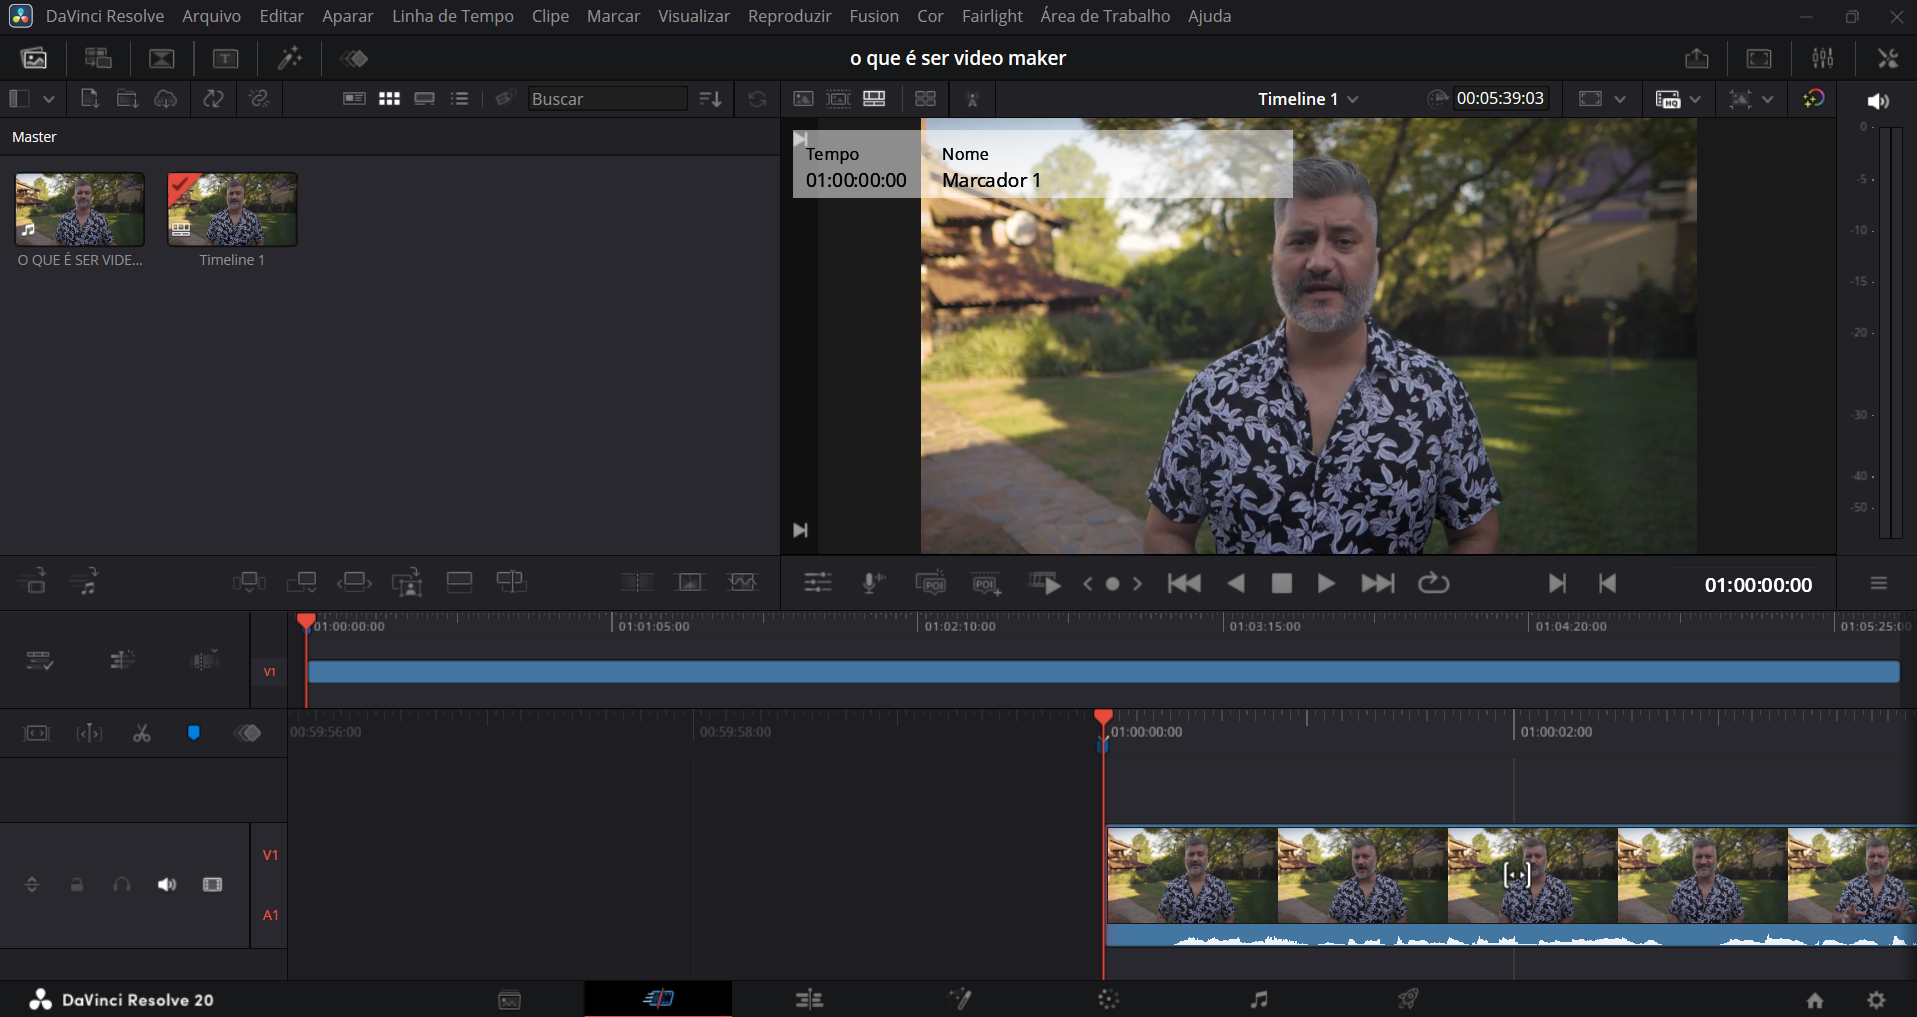 DaVinci Resolve Arquivo Editar Aparar Linha de Tempo Clipe Marcar Visualizar Reproduzir Fusion Cor Fairlight Área de Trabalho Ajuda
o que é ser video maker
Buscar
Timeline 1
00:05:39:03
Master
O QUE É SER VIDE...
Timeline 1
Tempo
Nome
01:00:00:00
Marcador 1
0
-5
-10
-15
-20
-30
-40
-50
HQ
POI
POI
01:00:00:00
01:00:00:00
01:01:05:00
01:02:10:00
01:03:15:00
01:04:20:00
01:05:25:00
V1
00:59:56:00
00:59:58:00
01:00:00:00
01:00:02:00
V1
A1
DaVinci Resolve 20